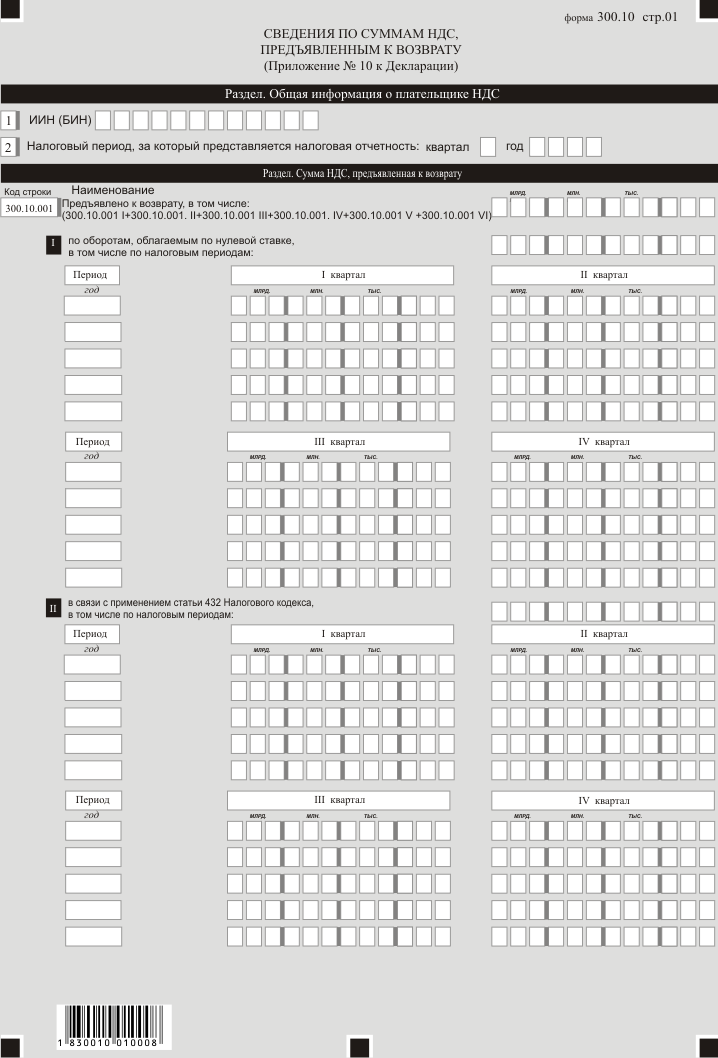 форма 300.10 стр.01
СВЕДЕНИЯ ПО СУММАМ НДС,
ПРЕДЪЯВЛЕННЫМ К ВОЗВРАТУ
(Приложение № 10 к Декларации)
Раздел. Общая информация о плательщике НДС
1 ИИН (БИН)
2 Налоговый период, за который представляется налоговая отчетность: квартал год
Раздел. Сумма НДС, предъявленная к возврату
Код строки Наименование МЛРД. МЛН. ТЫС.
300.10.001 Предъявлено к возврату, в том числе:
(300.10.001 I+300.10.001. II+300.10.001 III+300.10.001. IV+300.10.001 V +300.10.001 VI)
I по оборотам, облагаемым по нулевой ставке,
в том числе по налоговым периодам:
Период I квартал II квартал
год МЛРД. МЛН. ТЫС. МЛРД. МЛН. ТЫС.
Период III квартал IV квартал
год МЛРД. МЛН. ТЫС. МЛРД. МЛН. ТЫС.
II в связи с применением статьи 432 Налогового кодекса,
в том числе по налоговым периодам:
Период I квартал II квартал
год МЛРД. МЛН. ТЫС. МЛРД. МЛН. ТЫС.
Период III квартал IV квартал
год МЛРД. МЛН. ТЫС. МЛРД. МЛН. ТЫС.
1 830010 010008